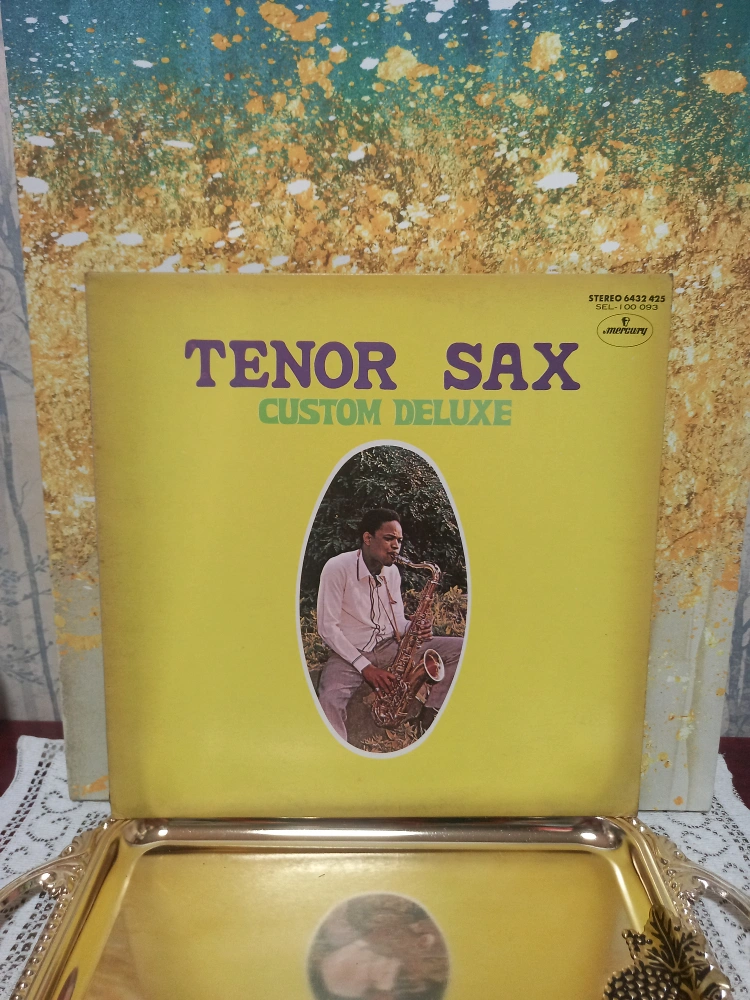 STEREO 6432 425
SEL-100 093
mercury
TENOR SAX
CUSTOM DELUXE